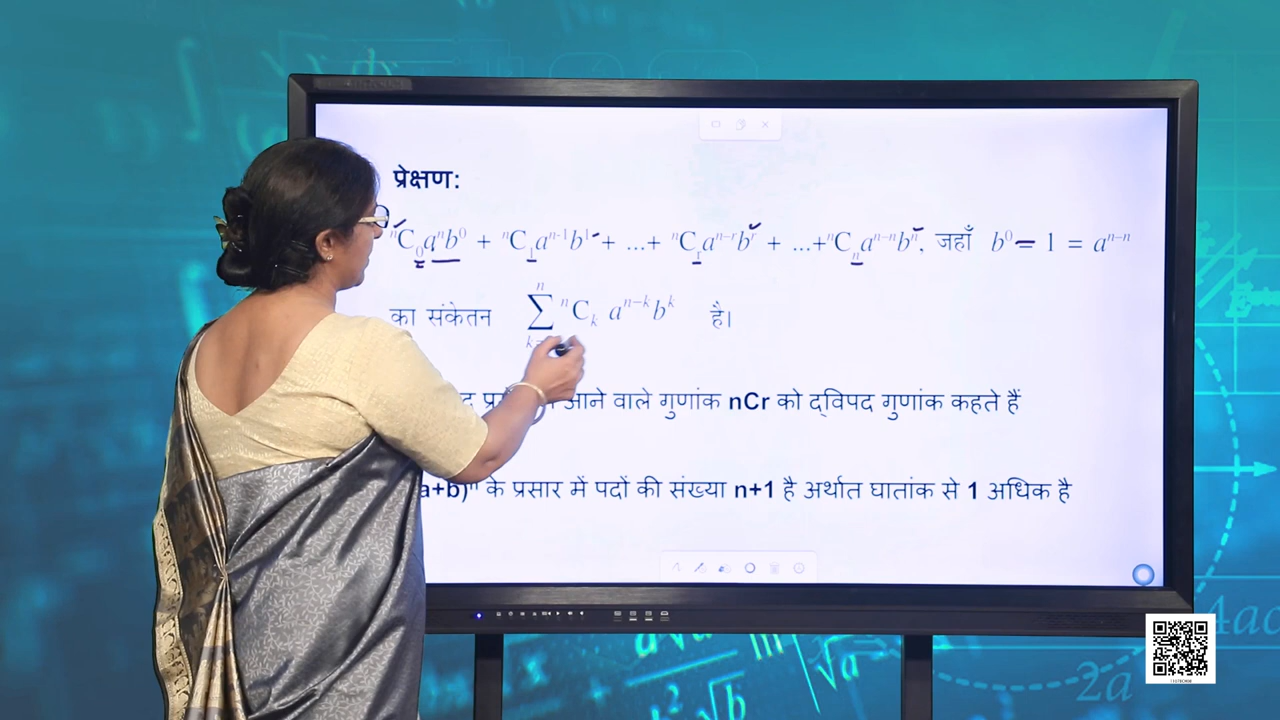 प्रेक्षण:
ⁿC₀aⁿb⁰ + ⁿC₁aⁿ⁻¹b¹ + ...+ ⁿCᵣaⁿ⁻ʳbʳ + ...+ⁿCₙaⁿ⁻ⁿbⁿ, जहाँ b⁰ = 1 = aⁿ⁻ⁿ
का संकेतन ∑ n ⁿCₖ aⁿ⁻ᵏbᵏ है।
आने वाले गुणांक nCr को द्विपद गुणांक कहते हैं
a+b)ⁿ के प्रसार में पदों की संख्या n+1 है अर्थात घातांक से 1 अधिक है
2a